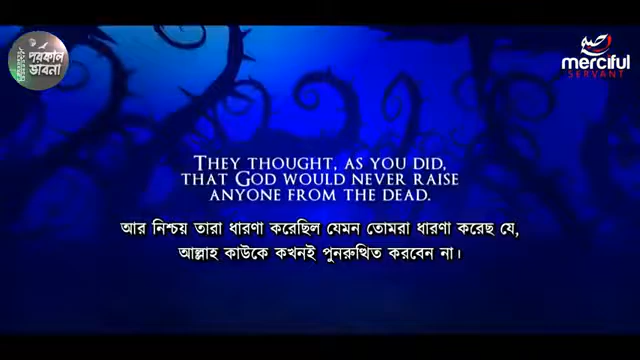 পরকাল
ভাবনা
merciful
SERVANT
THEY THOUGHT, AS YOU DID,
THAT GOD WOULD NEVER RAISE
ANYONE FROM THE DEAD.
আর নিশ্চয় তারা ধারণা করেছিল যেমন তোমরা ধারণা করেছ যে,
আল্লাহ কাউকে কখনই পুনরুত্থিত করবেন না।